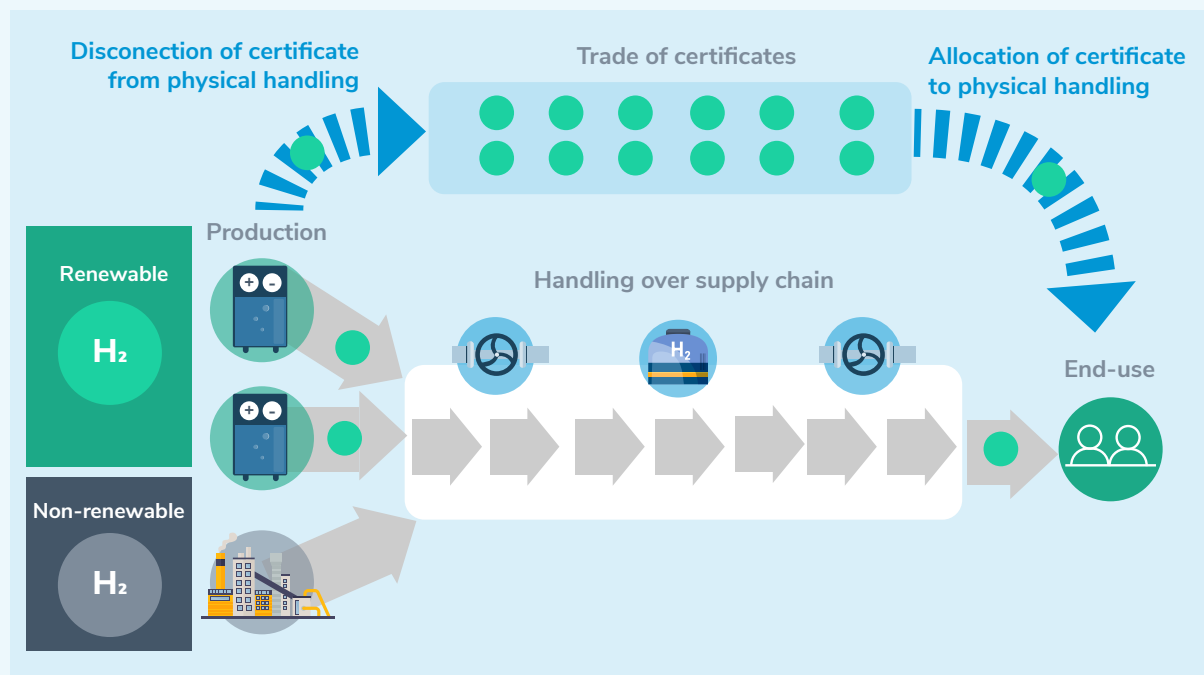 Disconection of certificate
from physical handling
Trade of certificates
Allocation of certificate
to physical handling
Production
Renewable
H₂
+ -
Handling over supply chain
H₂
End-use
+ -
Non-renewable
H₂